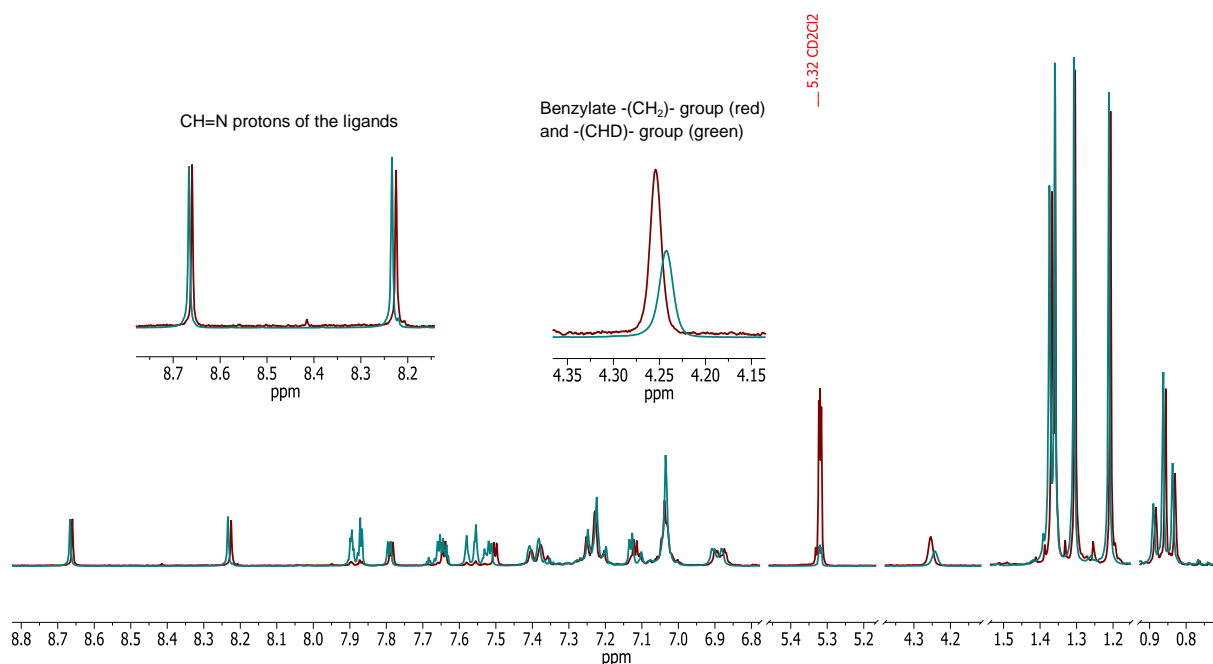 5.32 CD2Cl2
CH=N protons of the ligands
Benzylate -(CH₂)- group (red)
and -(CHD)- group (green)
8.7 8.6 8.5 8.4 8.3 8.2
ppm
4.35 4.30 4.25 4.20 4.15
ppm
8.8 8.7 8.6 8.5 8.4 8.3 8.2 8.1 8.0 7.9 7.8 7.7 7.6 7.5 7.4 7.3 7.2 7.1 7.0 6.9 6.8 5.4 5.3 5.2 4.3 4.2 1.5 1.4 1.3 1.2 0.9 0.8
ppm